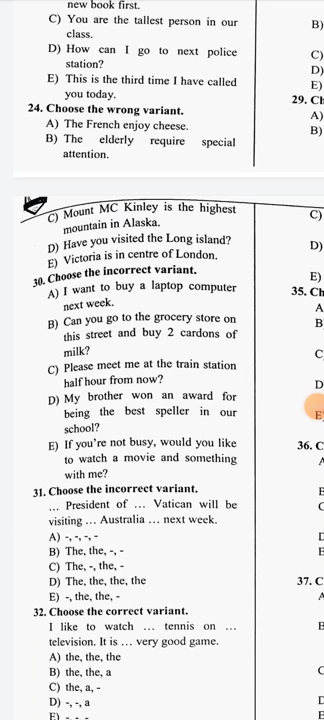 new book first.
C) You are the tallest person in our
class.
D) How can I go to next police
station?
E) This is the third time I have called
you today.
24. Choose the wrong variant.
A) The French enjoy cheese.
B) The elderly require special
attention.
C) Mount MC Kinley is the highest
mountain in Alaska.
D) Have you visited the Long island?
E) Victoria is in centre of London.
30. Choose the incorrect variant.
A) I want to buy a laptop computer
next week.
B) Can you go to the grocery store on
this street and buy 2 cardons of
milk?
C) Please meet me at the train station
half hour from now?
D) My brother won an award for
being the best speller in our
school?
E) If you're not busy, would you like
to watch a movie and something
with me?
31. Choose the incorrect variant.
... President of ... Vatican will be
visiting ... Australia ... next week.
A) -, -, -, -
B) The, the, -, -
C) The, -, the, -
D) The, the, the, the
E) -, the, the, -
32. Choose the correct variant.
I like to watch ... tennis on ...
television. It is ... very good game.
A) the, the, the
B) the, the, a
C) the, a, -
D) -, -, a
E) -, -, -
B)
C)
D)
E)
29. Ch
A)
B)
C)
D)
E)
35. Ch
A
B
C
D
E
36. C
A
B
C
D
E
37. C
A
B
C
D
E